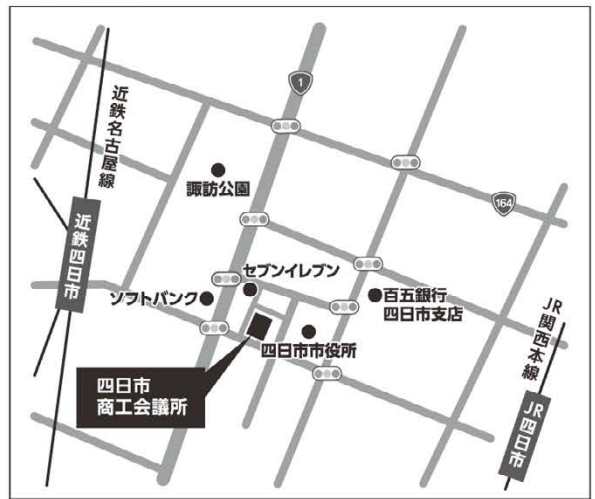 1
近鉄名古屋線
諏訪公園
164
近鉄四日市
セブンイレブン
ソフトバンク
百五銀行
四日市支店
JR関西本線
四日市市役所
四日市
商工会議所
JR四日市